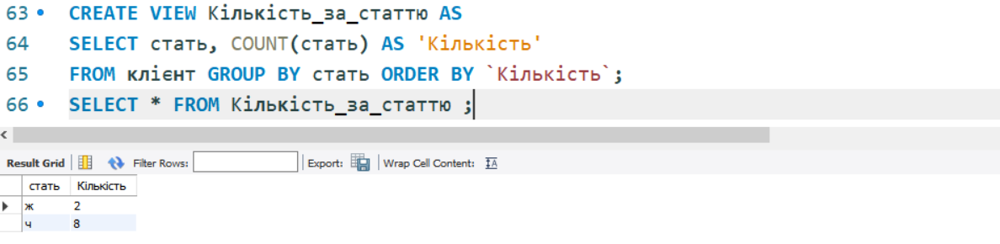 63 CREATE VIEW Кількість_за_статтю AS
64 SELECT стать, COUNT(стать) AS 'Кількість'
65 FROM клієнт GROUP BY стать ORDER BY `Кількість`;
66 SELECT * FROM Кількість_за_статтю ;
Result Grid Filter Rows: Export: Wrap Cell Content: IA
стать Кількість
ж 2
ч 8